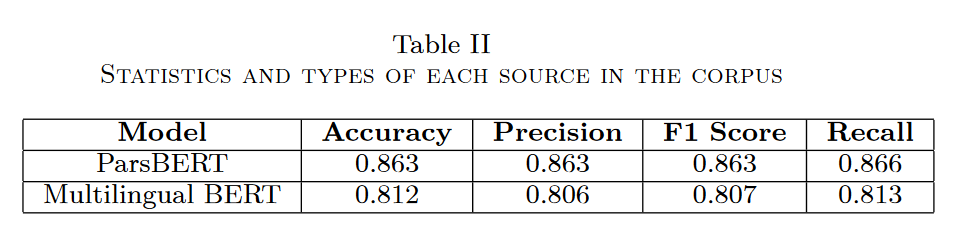 Table II
Statistics and types of each source in the corpus
Model Accuracy Precision F1 Score Recall
ParsBERT 0.863 0.863 0.863 0.866
Multilingual BERT 0.812 0.806 0.807 0.813